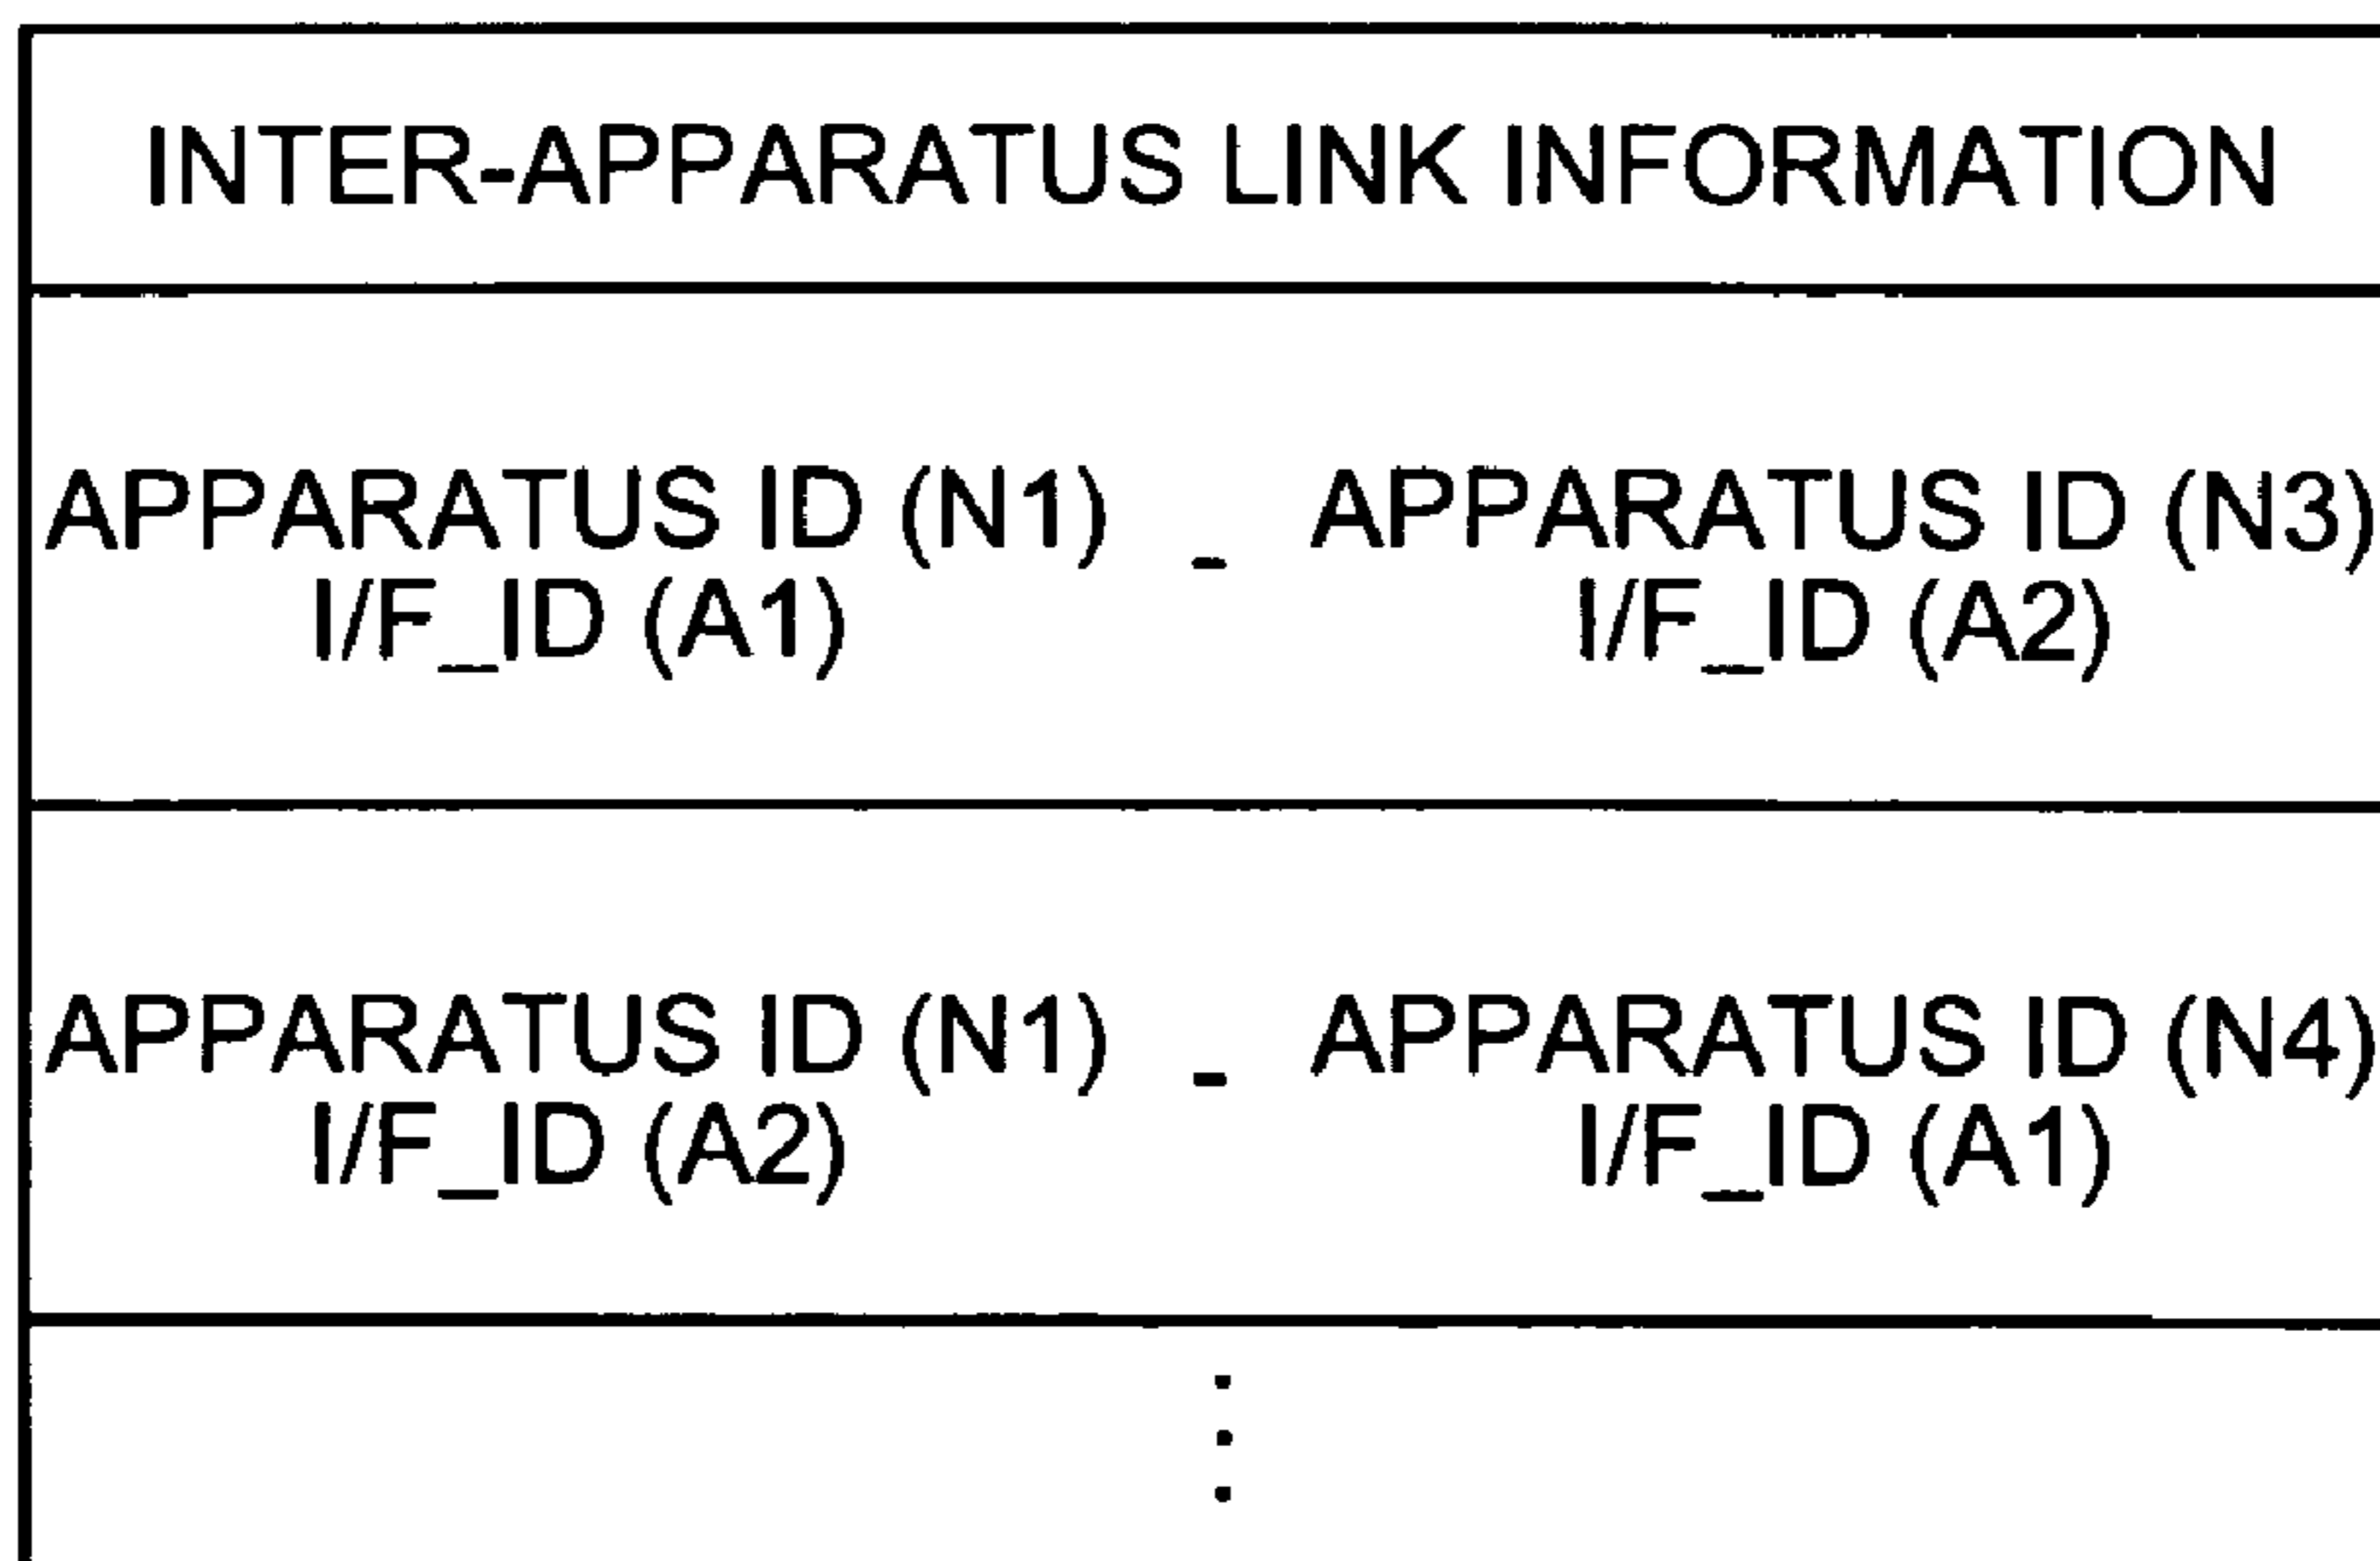 INTER-APPARATUS LINK INFORMATION
APPARATUS ID (N1) - APPARATUS ID (N3)
I/F_ID (A1) I/F_ID (A2)
APPARATUS ID (N1) - APPARATUS ID (N4)
I/F_ID (A2) I/F_ID (A1)